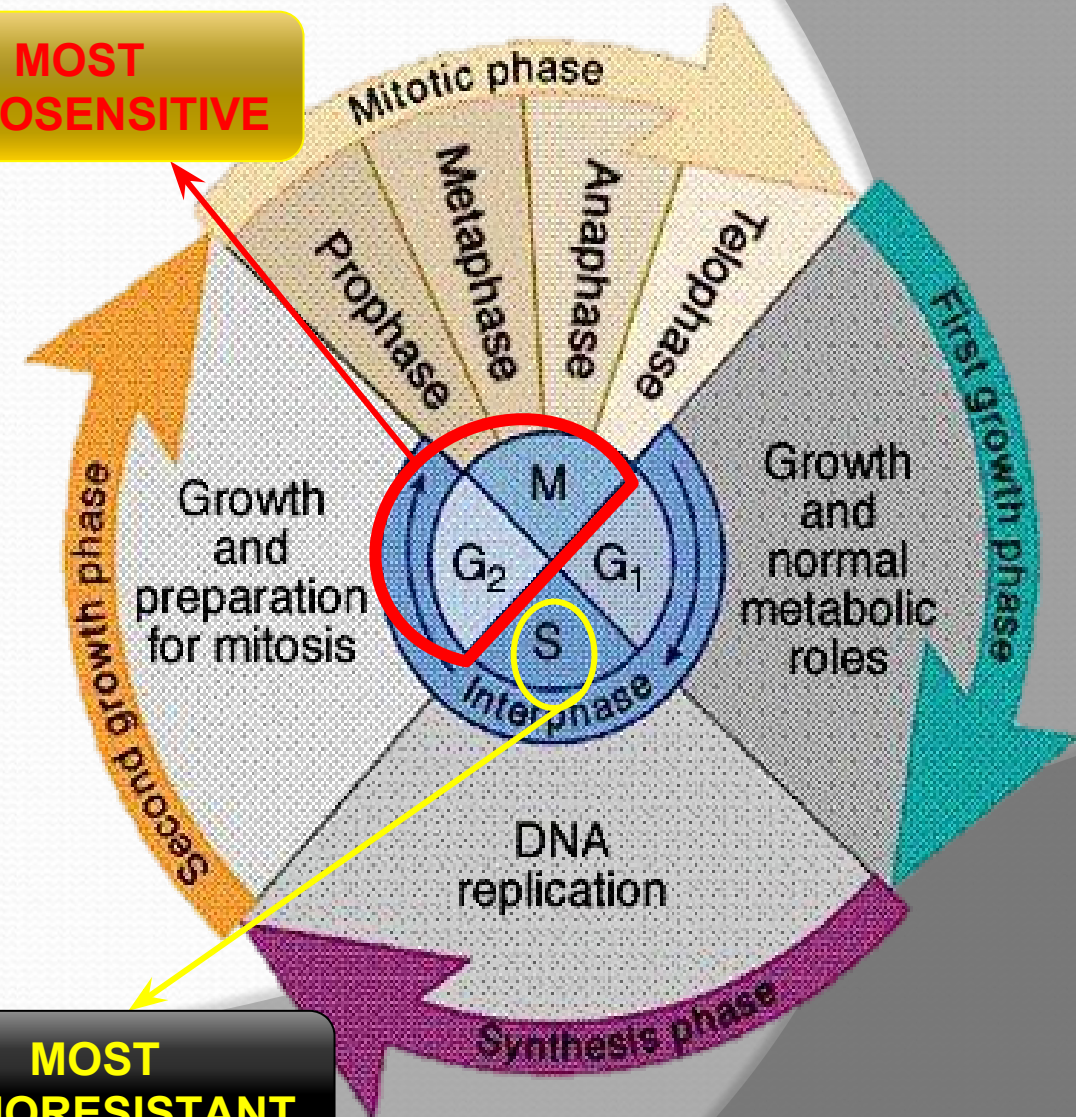 MOST
OSENSITIVE
Mitotic phase
Prophase
Metaphase
Anaphase
Telophase
First growth phase
Growth
and
normal
metabolic
roles
Growth
and
preparation
for mitosis
Second growth phase
M
G₂
G₁
S
Interphase
DNA
replication
Synthesis phase
MOST
ORESISTANT